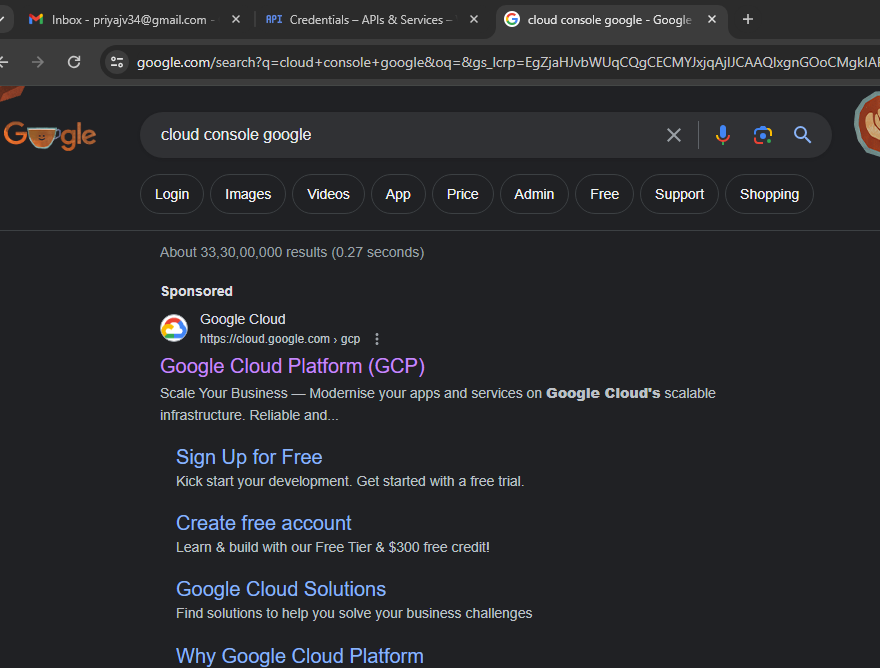 Inbox - priyajv34@gmail.com -
API Credentials – APIs & Services –
cloud console google - Google
google.com/search?q=cloud+console+google&oq=&gs_lcrp=EgZjaHJvbWUqCQgCECMYJxjqAjIJCAAQIxgnGOoCMgkIAR
Google
cloud console google
Login Images Videos App Price Admin Free Support Shopping
About 33,30,00,000 results (0.27 seconds)
Sponsored
Google Cloud
https://cloud.google.com › gcp
Google Cloud Platform (GCP)
Scale Your Business — Modernise your apps and services on Google Cloud's scalable
infrastructure. Reliable and...
Sign Up for Free
Kick start your development. Get started with a free trial.
Create free account
Learn & build with our Free Tier & $300 free credit!
Google Cloud Solutions
Find solutions to help you solve your business challenges
Why Google Cloud Platform